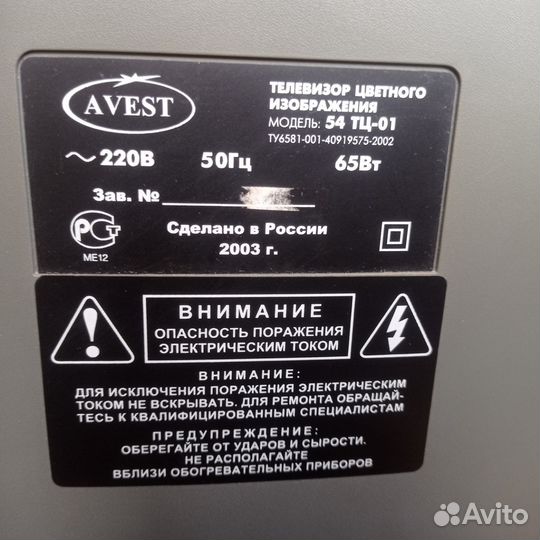 AVEST
ТЕЛЕВИЗОР ЦВЕТНОГО
ИЗОБРАЖЕНИЯ
МОДЕЛЬ: 54 ТЦ-01
ТУ6581-001-40919575-2002
~ 220В 50Гц 65Вт
Зав. №
РСТ
МЕ12
Сделано в России
2003 г.
ВНИМАНИЕ
ОПАСНОСТЬ ПОРАЖЕНИЯ
ЭЛЕКТРИЧЕСКИМ ТОКОМ
ВНИМАНИЕ:
ДЛЯ ИСКЛЮЧЕНИЯ ПОРАЖЕНИЯ ЭЛЕКТРИЧЕСКИМ
ТОКОМ НЕ ВСКРЫВАТЬ. ДЛЯ РЕМОНТА ОБРАЩАЙ-
ТЕСЬ К КВАЛИФИЦИРОВАННЫМ СПЕЦИАЛИСТАМ
ПРЕДУПРЕЖДЕНИЕ:
ОБЕРЕГАЙТЕ ОТ УДАРОВ И СЫРОСТИ.
НЕ РАСПОЛАГАЙТЕ
ВБЛИЗИ ОБОГРЕВАТЕЛЬНЫХ ПРИБОРОВ
Avito